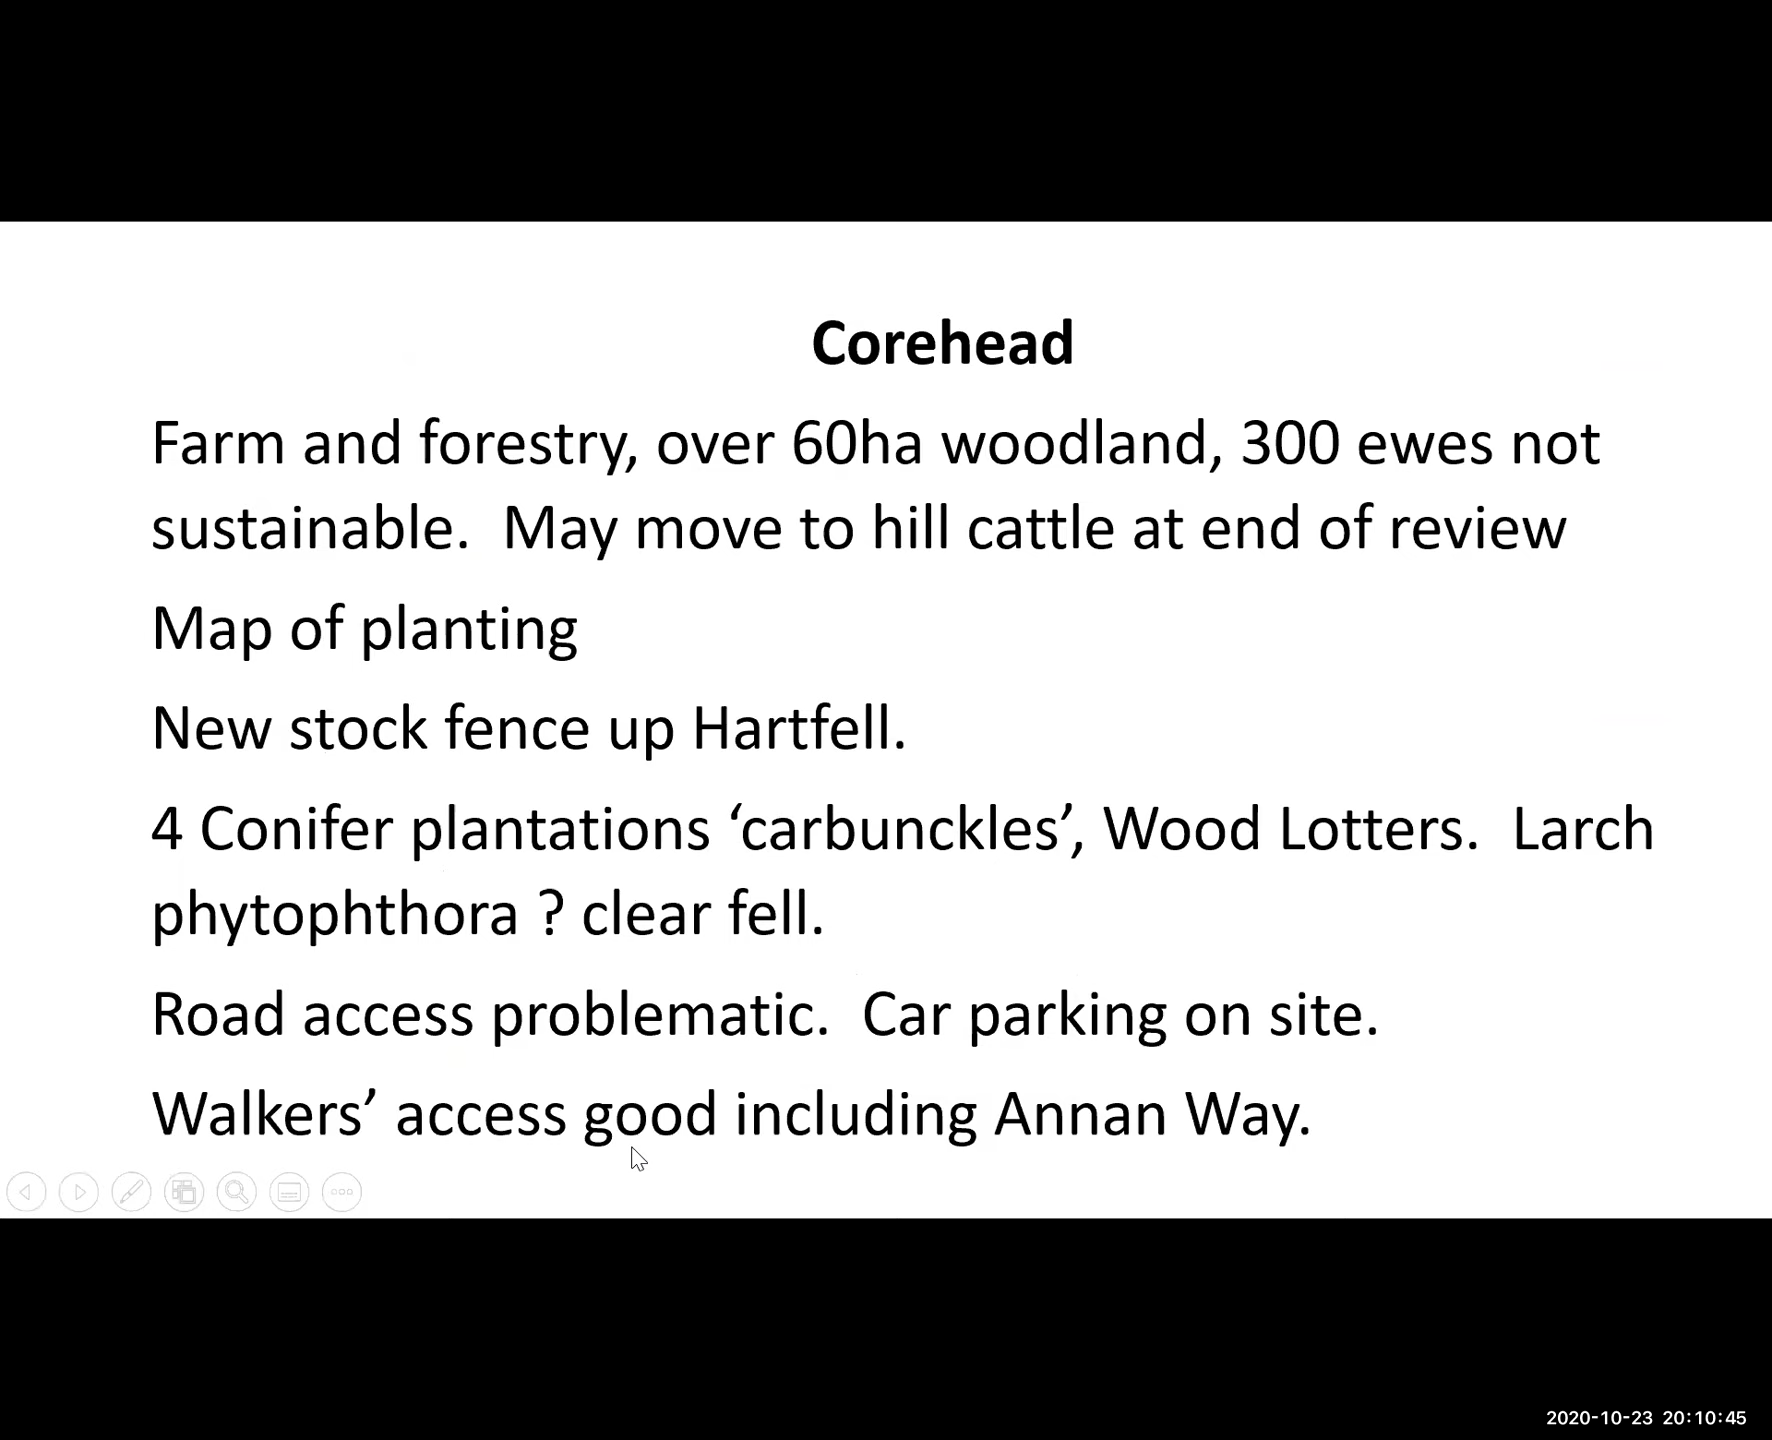 Corehead
Farm and forestry, over 60ha woodland, 300 ewes not
sustainable.  May move to hill cattle at end of review
Map of planting
New stock fence up Hartfell.
4 Conifer plantations ‘carbunckles’, Wood Lotters.  Larch
phytophthora ? clear fell.
Road access problematic.  Car parking on site.
Walkers’ access good including Annan Way.
2020-10-23 20:10:45